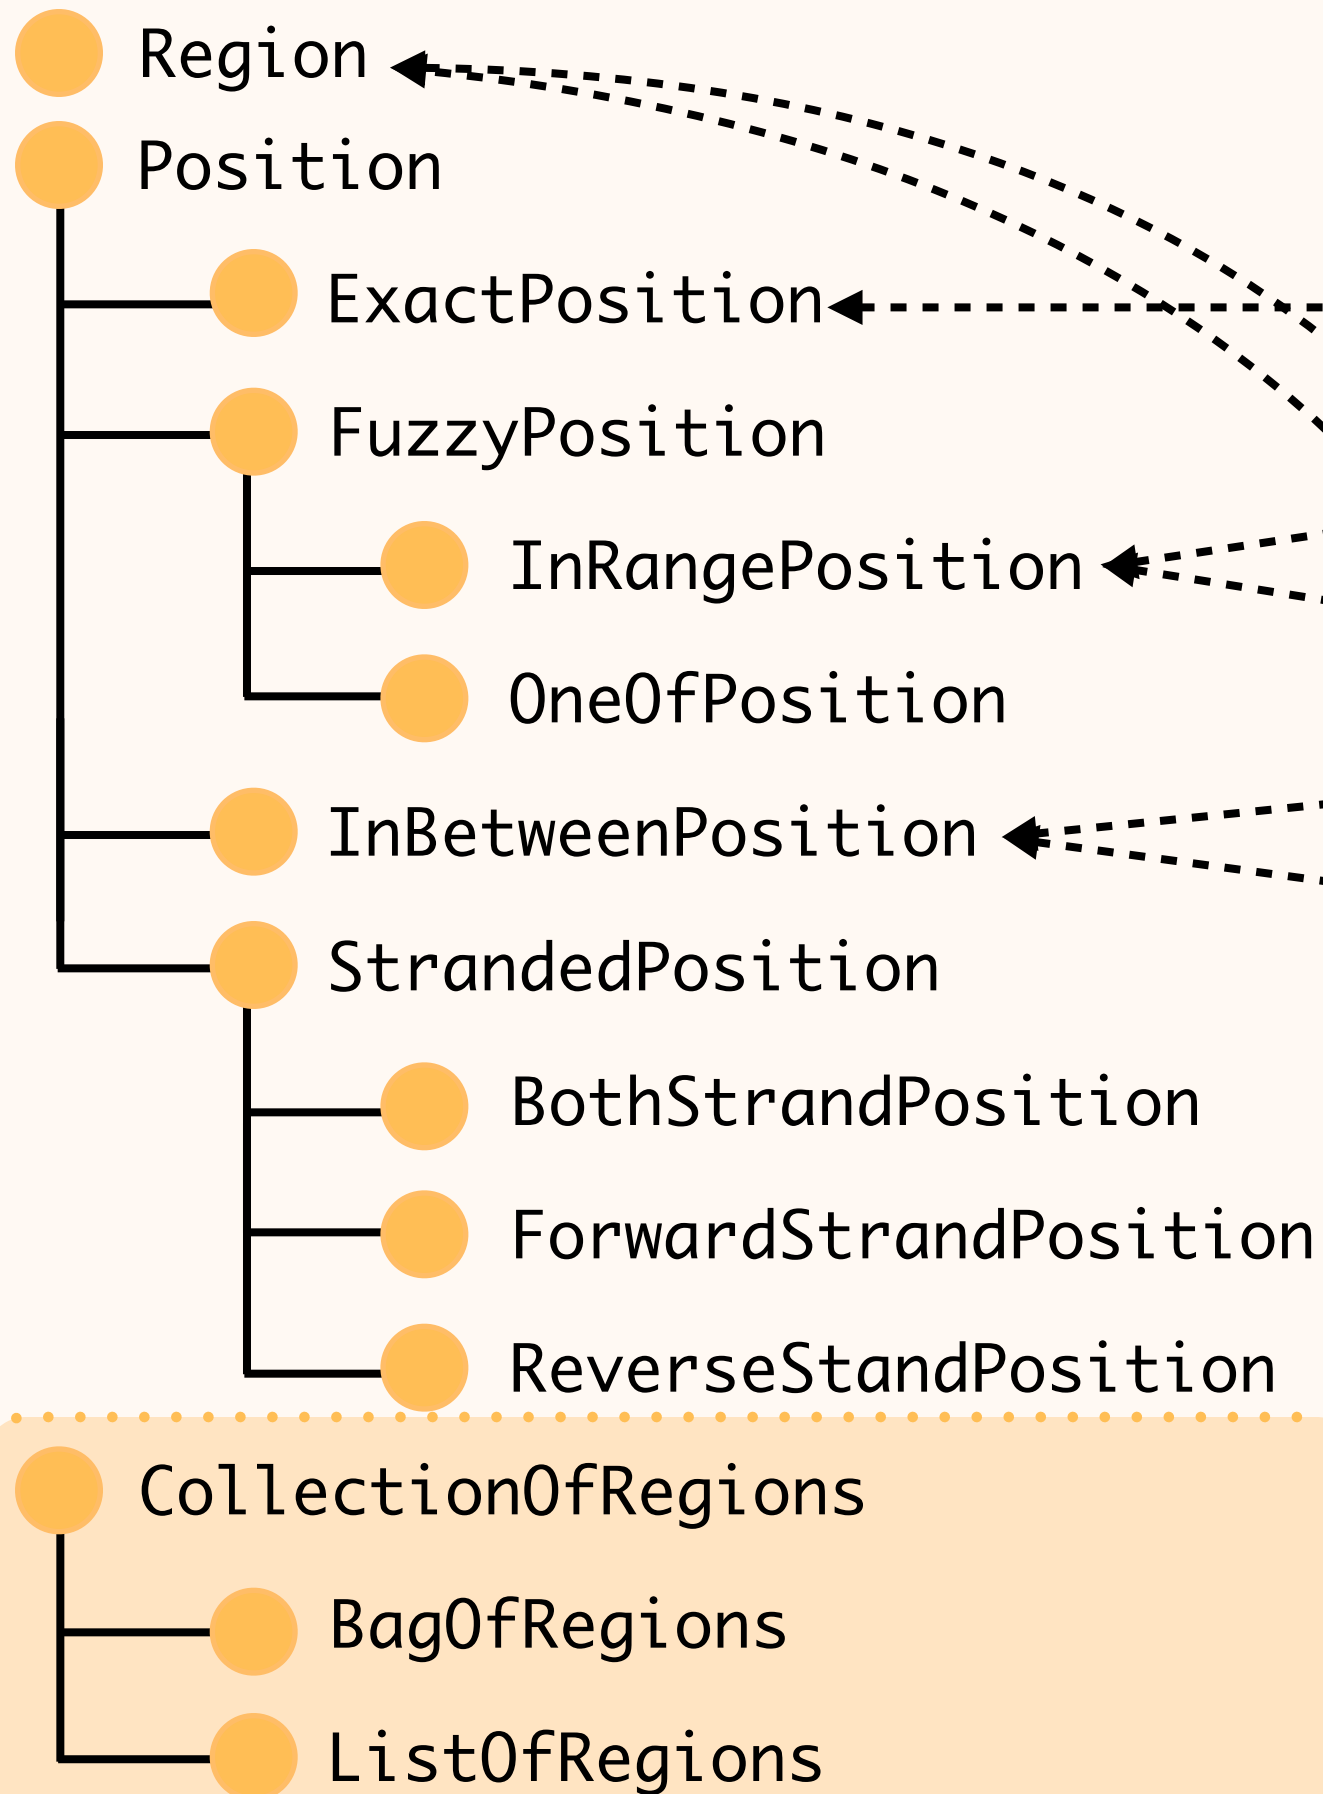 Region
Position
ExactPosition
FuzzyPosition
InRangePosition
OneOfPosition
InBetweenPosition
StrandedPosition
BothStrandPosition
ForwardStrandPosition
ReverseStandPosition
CollectionOfRegions
BagOfRegions
ListOfRegions